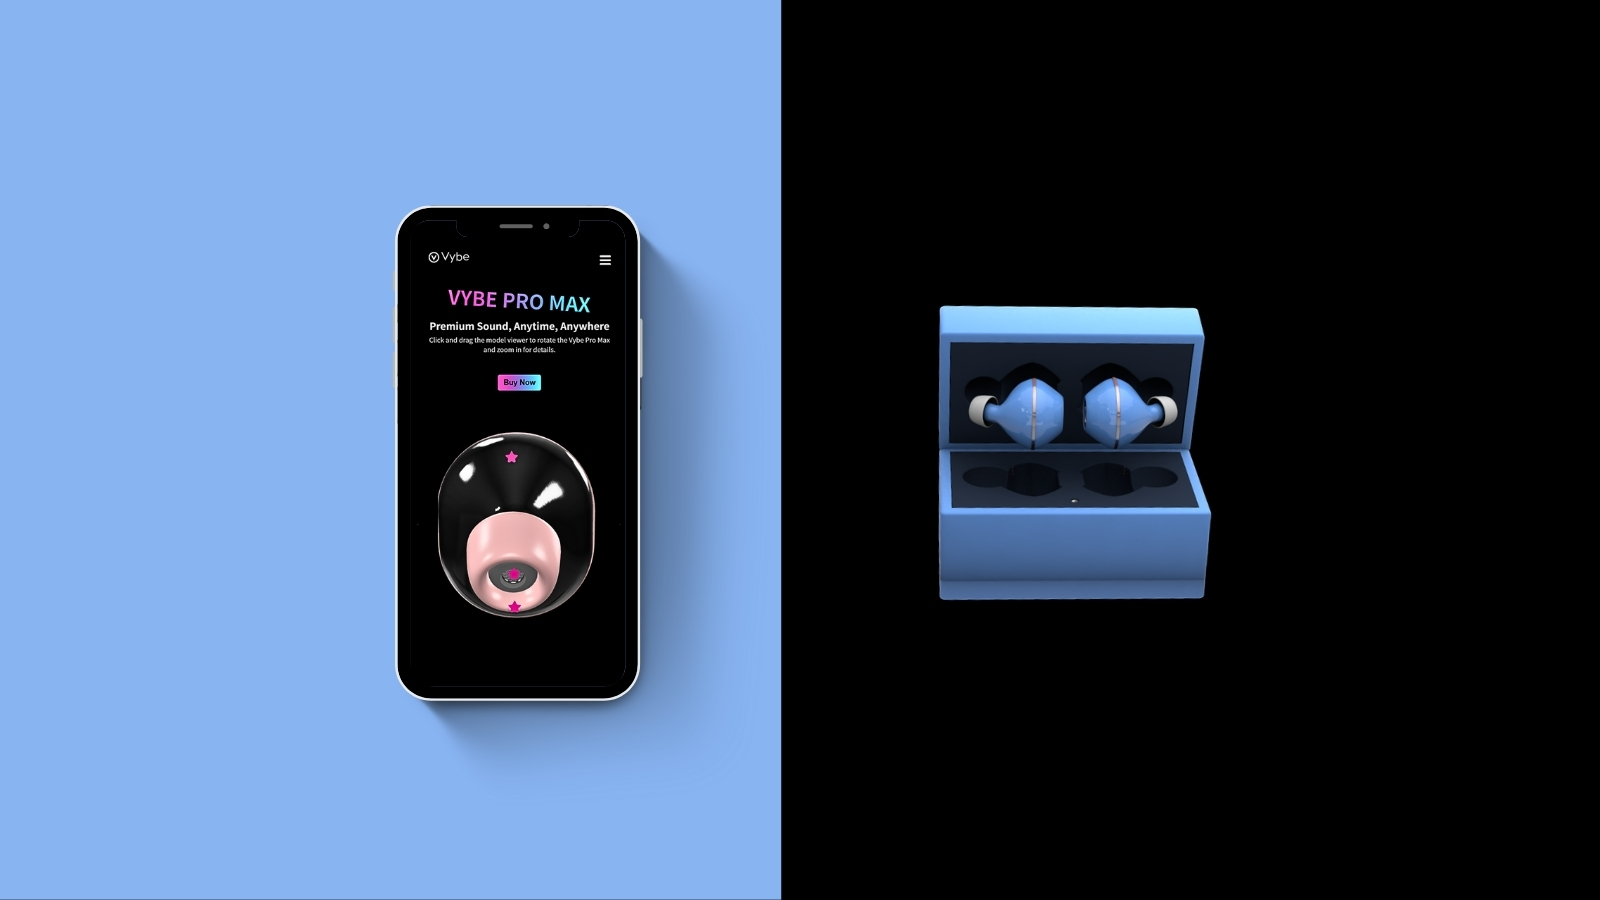 Vybe
VYBE PRO MAX
Premium Sound, Anytime, Anywhere
Click and drag the model viewer to rotate the Vybe Pro Max
and zoom in for details.
Buy Now